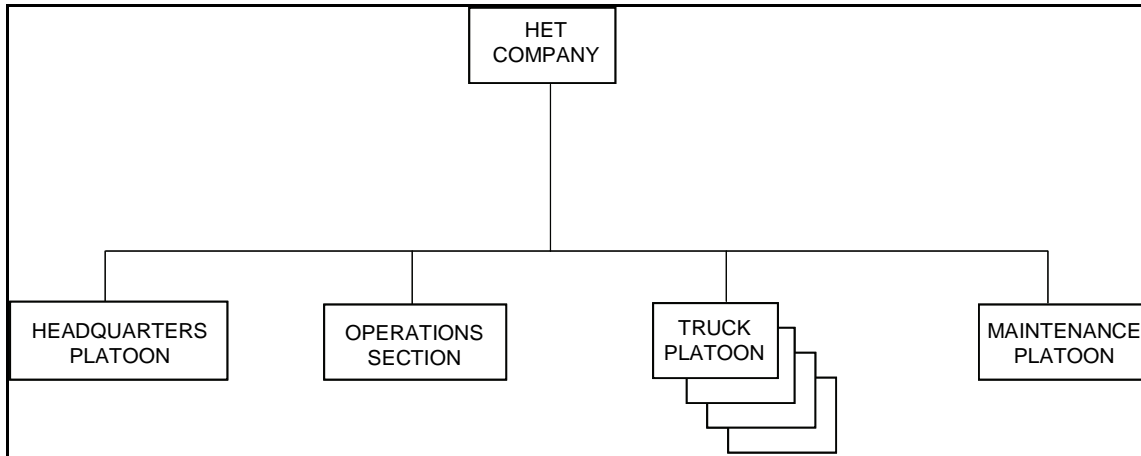 HET
COMPANY
HEADQUARTERS
PLATOON
OPERATIONS
SECTION
TRUCK
PLATOON
MAINTENANCE
PLATOON